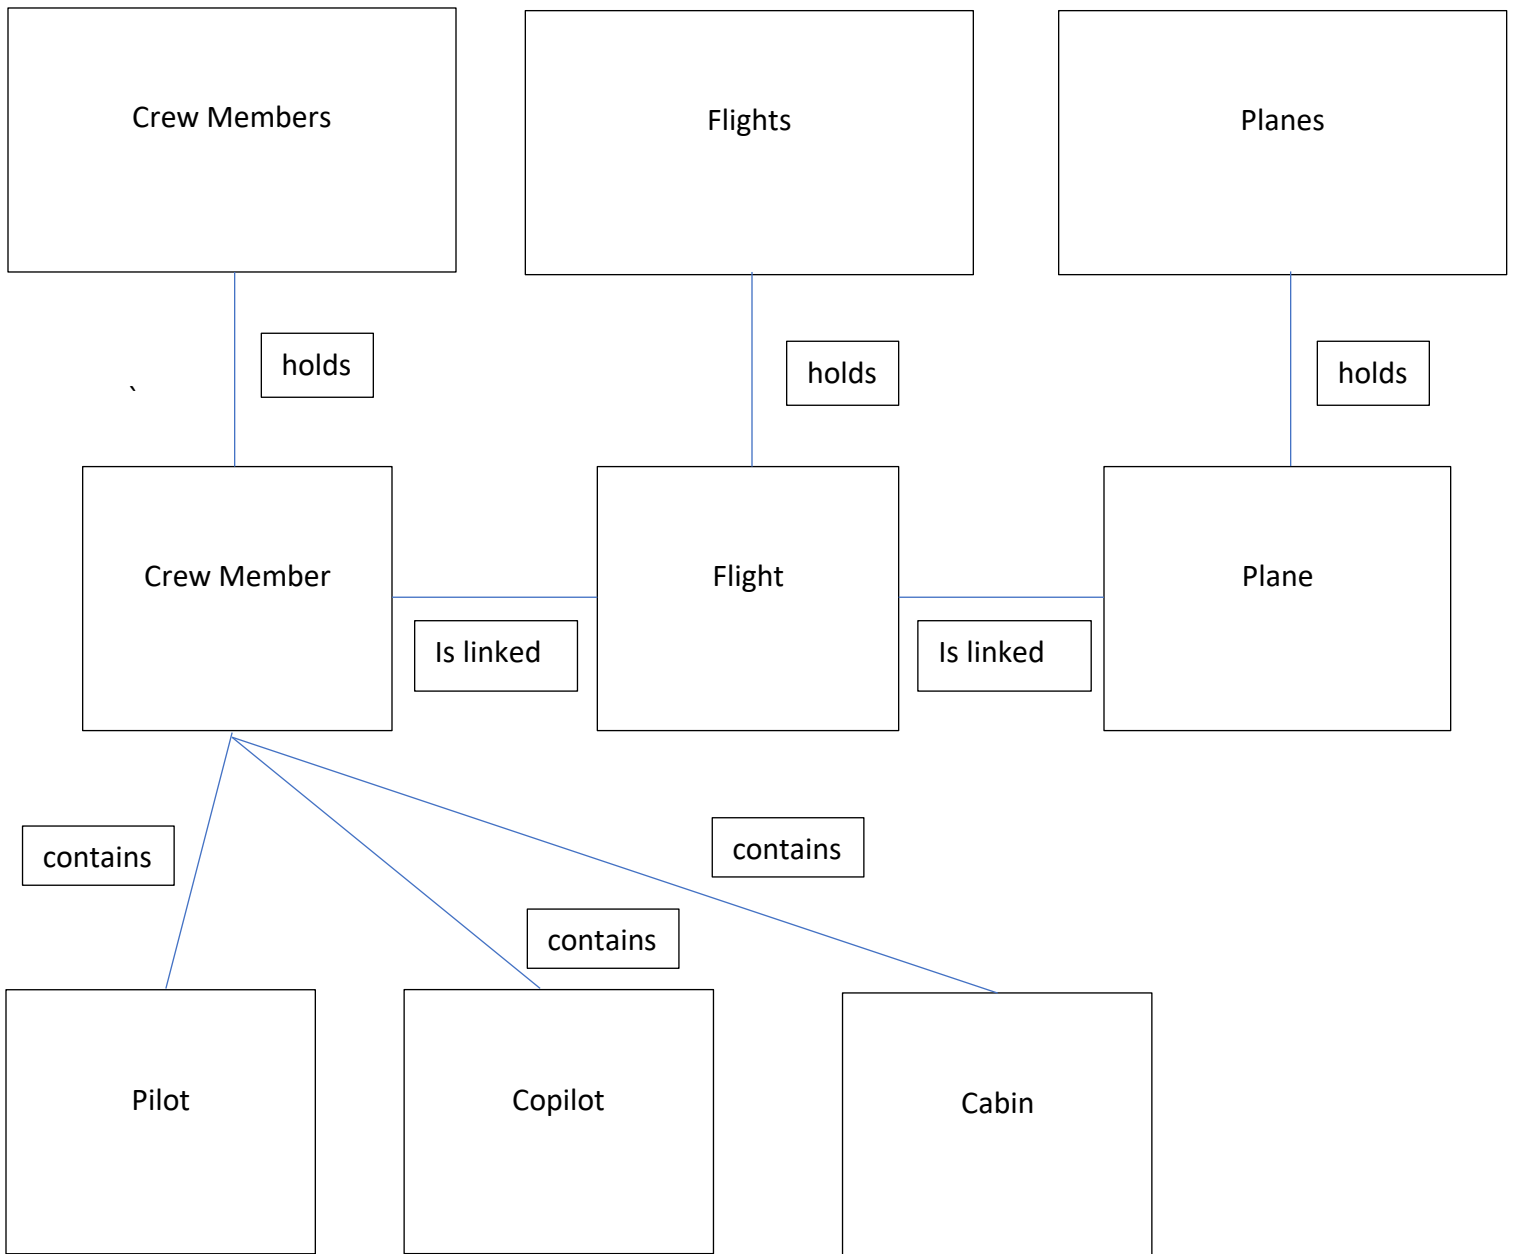 Crew Members
Flights
Planes
holds
holds
holds
`
Crew Member
Flight
Plane
Is linked
Is linked
contains
contains
contains
Pilot
Copilot
Cabin